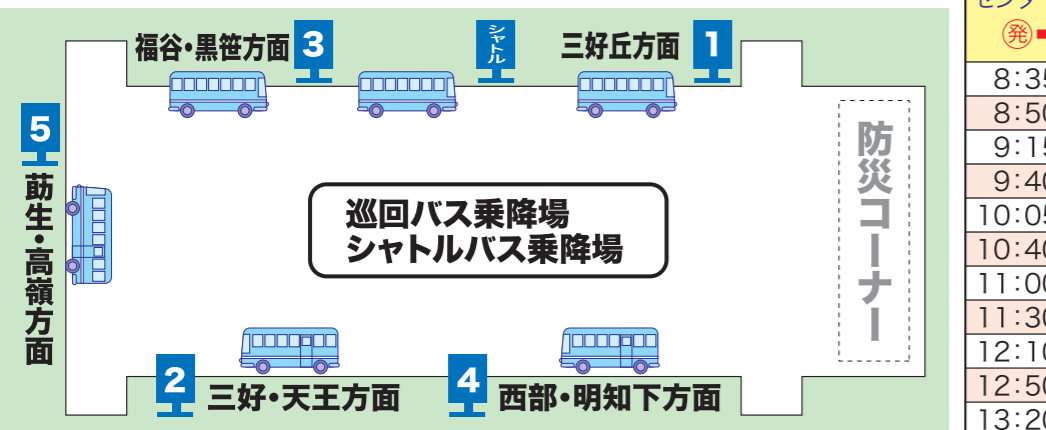 福谷・黒笹方面 3
シャトル
三好丘方面 1
5 莇生・高嶺方面
巡回バス乗降場
シャトルバス乗降場
防災コーナー
2 三好・天王方面
4 西部・明知下方面
発
8:35
8:50
9:15
9:40
10:05
10:40
11:00
11:30
12:10
12:50
13:20